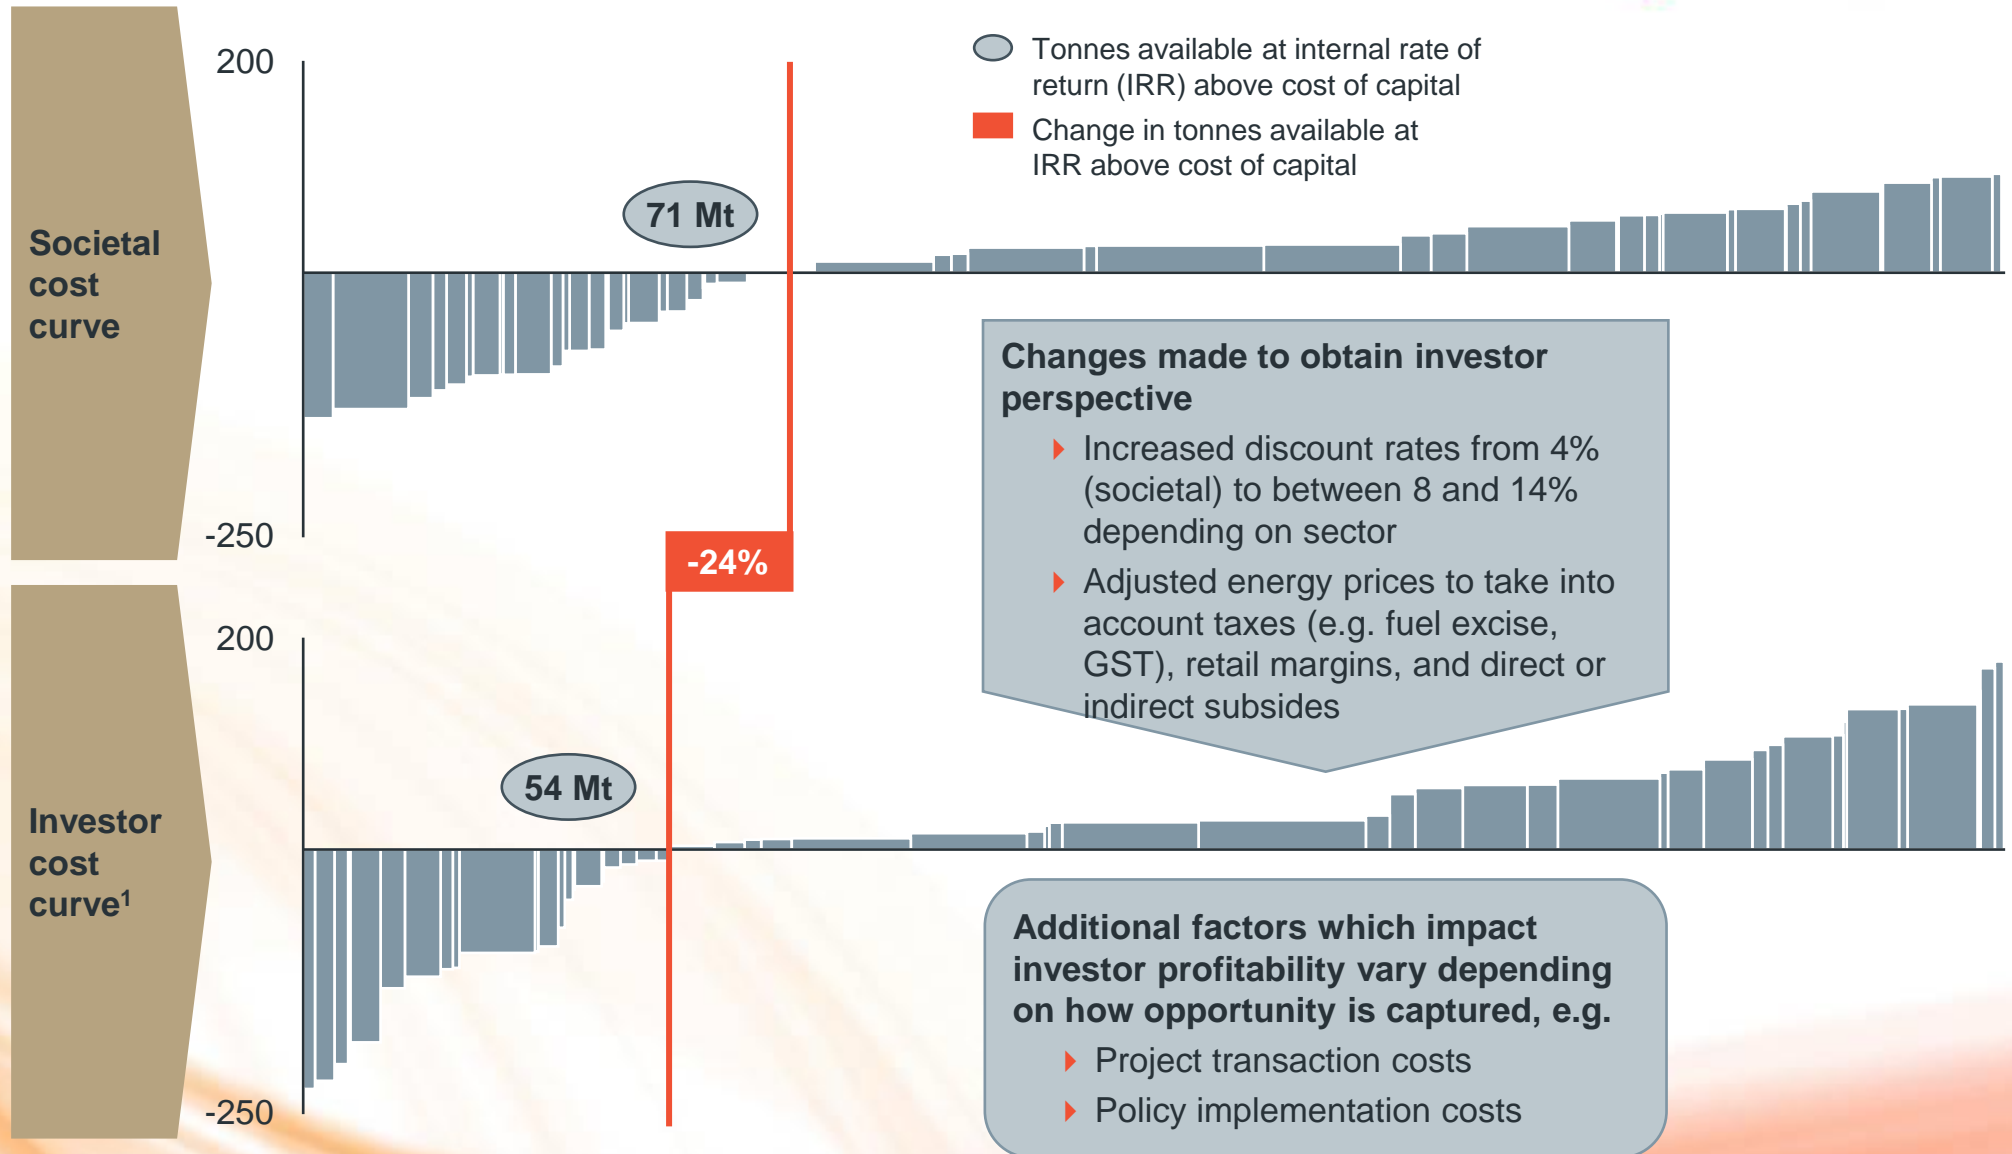 Societal
cost
curve
200
-250
71 Mt
Tonnes available at internal rate of
return (IRR) above cost of capital
Change in tonnes available at
IRR above cost of capital
Changes made to obtain investor
perspective
Increased discount rates from 4%
(societal) to between 8 and 14%
depending on sector
Adjusted energy prices to take into
account taxes (e.g. fuel excise,
GST), retail margins, and direct or
indirect subsides
-24%
Investor
cost
curve¹
200
-250
54 Mt
Additional factors which impact
investor profitability vary depending
on how opportunity is captured, e.g.
Project transaction costs
Policy implementation costs